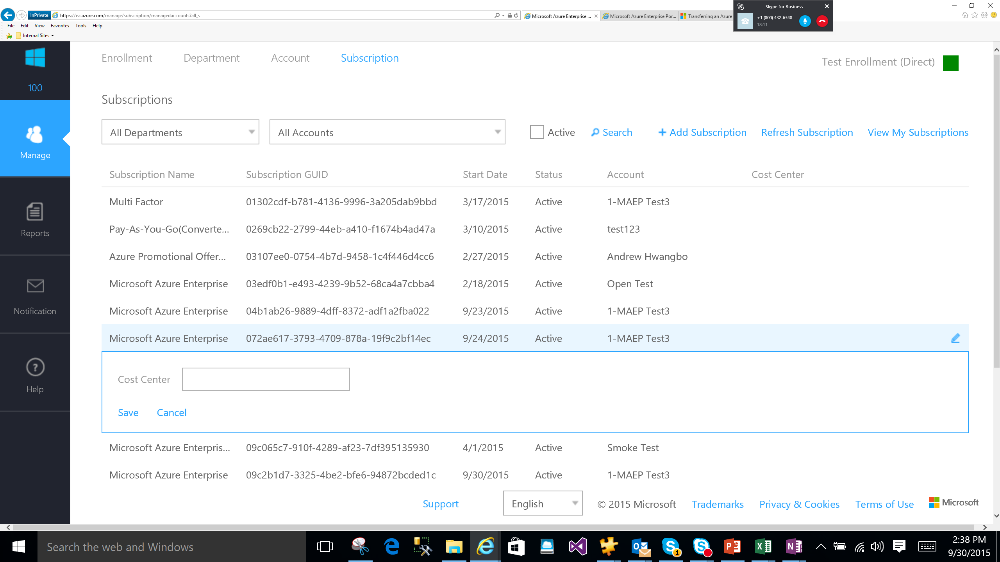 Skype for Business
+1 (800) 432-6348
18:11
InPrivate
https://ea.azure.com/manage/subscription/managedaccounts?all_s
Microsoft Azure Enterprise ...
Microsoft Azure Enterprise Por...
Transferring an Azure
File Edit View Favorites Tools Help
Internal Sites
Enrollment Department Account Subscription
Test Enrollment (Direct)
100
Subscriptions
All Departments All Accounts Active Search + Add Subscription Refresh Subscription View My Subscriptions
Manage
Subscription Name Subscription GUID Start Date Status Account Cost Center
Multi Factor 01302cdf-b781-4136-9996-3a205dab9bbd 3/17/2015 Active 1-MAEP Test3
Pay-As-You-Go(Converte... 0269cb22-2799-44eb-a410-f1674b4ad47a 3/10/2015 Active test123
Reports
Azure Promotional Offer... 03107ee0-0754-4b7d-9458-1c4f446d4cc6 2/27/2015 Active Andrew Hwangbo
Microsoft Azure Enterprise 03edf0b1-e493-4239-9b52-68ca4a7cbba4 2/18/2015 Active Open Test
Notification
Microsoft Azure Enterprise 04b1ab26-9889-4dff-8372-adf1a2fba022 9/23/2015 Active 1-MAEP Test3
Microsoft Azure Enterprise 072ae617-3793-4709-878a-19f9c2bf14ec 9/24/2015 Active 1-MAEP Test3
Cost Center
Help
Save Cancel
Microsoft Azure Enterpris... 09c065c7-910f-4289-af23-7df395135930 4/1/2015 Active Smoke Test
Microsoft Azure Enterprise 09c2b1d7-3325-4be2-bfe6-94872bcded1c 9/30/2015 Active 1-MAEP Test3
Support English © 2015 Microsoft Trademarks Privacy & Cookies Terms of Use Microsoft
Search the web and Windows
2:38 PM
9/30/2015